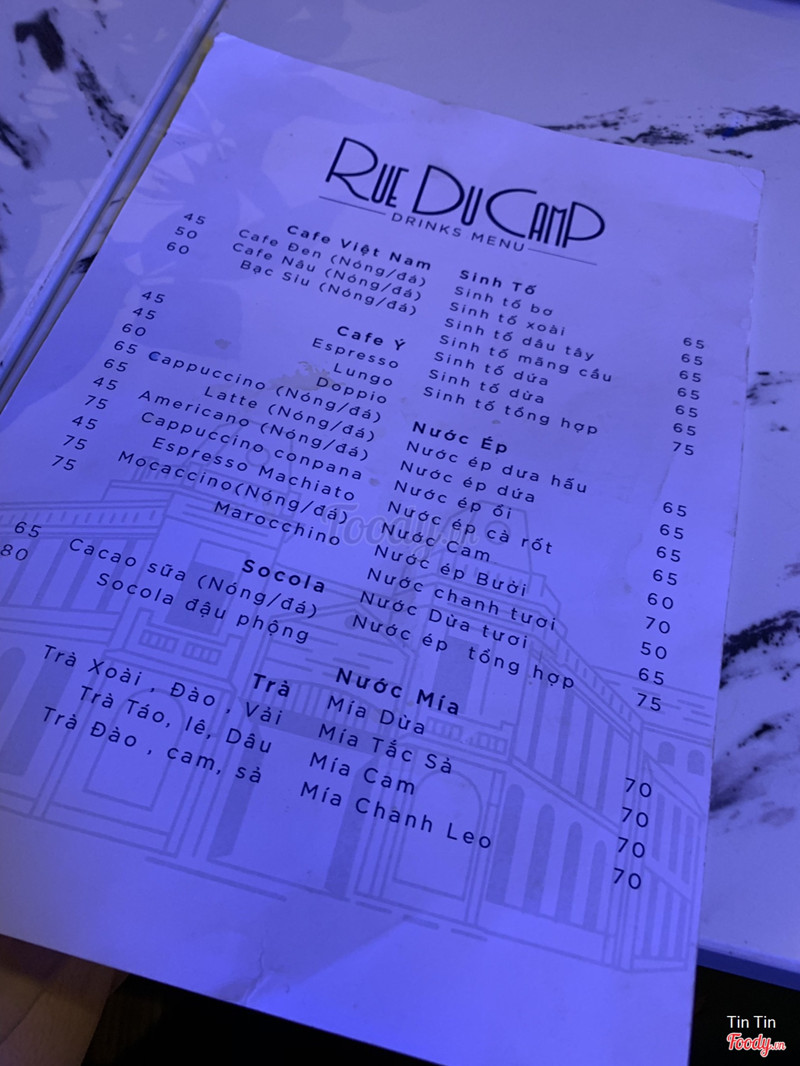 RUE DU CAMP
DRINKS MENU
Cafe Việt Nam
45 Cafe Đen (Nóng/đá)
50 Cafe Nâu (Nóng/đá)
60 Bạc Sỉu (Nóng/đá)
Cafe Ý
45 Espresso
45 Lungo
60 Doppio
65 Cappuccino (Nóng/đá)
65 Latte (Nóng/đá)
45 Americano (Nóng/đá)
75 Cappuccino conpana
45 Espresso Machiato
75 Mocaccino(Nóng/đá)
75 Marocchino
Socola
65 Cacao sữa (Nóng/đá)
80 Socola đậu phộng
Trà
Trà Xoài , Đào , Vải
Trà Táo, lê, Dâu
Trà Đào , cam, sả
Sinh Tố
Sinh tố bơ 65
Sinh tố xoài 65
Sinh tố dâu tây 65
Sinh tố mãng cầu 65
Sinh tố dứa 65
Sinh tố dừa 65
Sinh tố tổng hợp 75
Nước Ép
Nước ép dưa hấu 65
Nước ép dứa 65
Nước ép ổi 65
Nước ép cà rốt 65
Nước Cam 60
Nước ép Bưởi 70
Nước chanh tươi 50
Nước Dừa tươi 65
Nước ép tổng hợp 75
Nước Mía
Mía Dừa 70
Mía Tắc Sả 70
Mía Cam 70
Mía Chanh Leo 70
Foody.vn
Tin Tin
Foody.vn